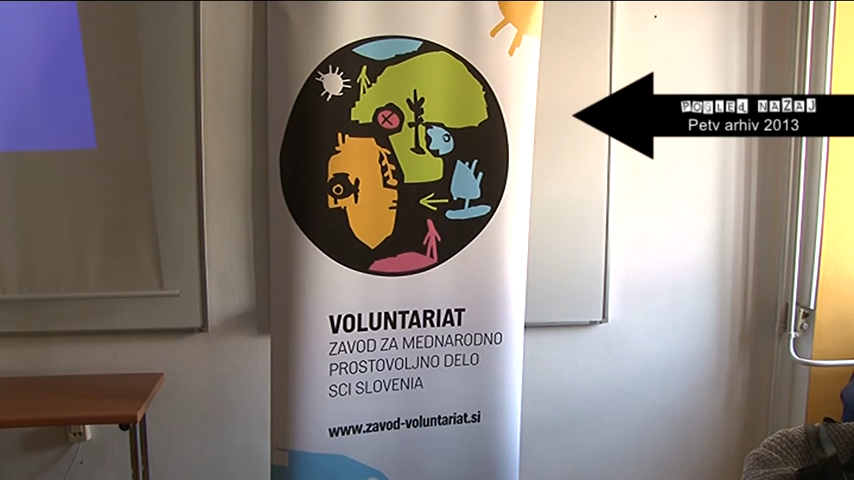 POGLED NAZAJ
Petv arhiv 2013
VOLUNTARIAT
ZAVOD ZA MEDNARODNO
PROSTOVOLJNO DELO
SCI SLOVENIA
www.zavod-voluntariat.si